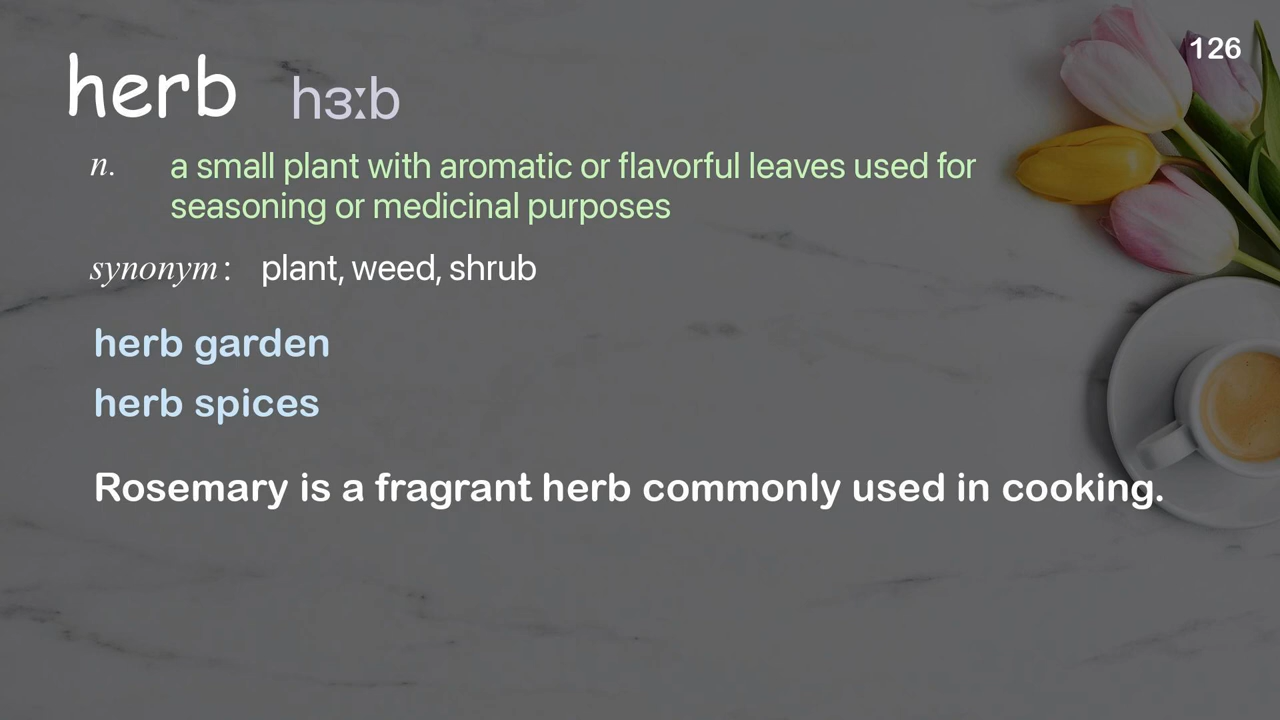 126
herb hɜːb
n. a small plant with aromatic or flavorful leaves used for
seasoning or medicinal purposes
synonym: plant, weed, shrub
herb garden
herb spices
Rosemary is a fragrant herb commonly used in cooking.